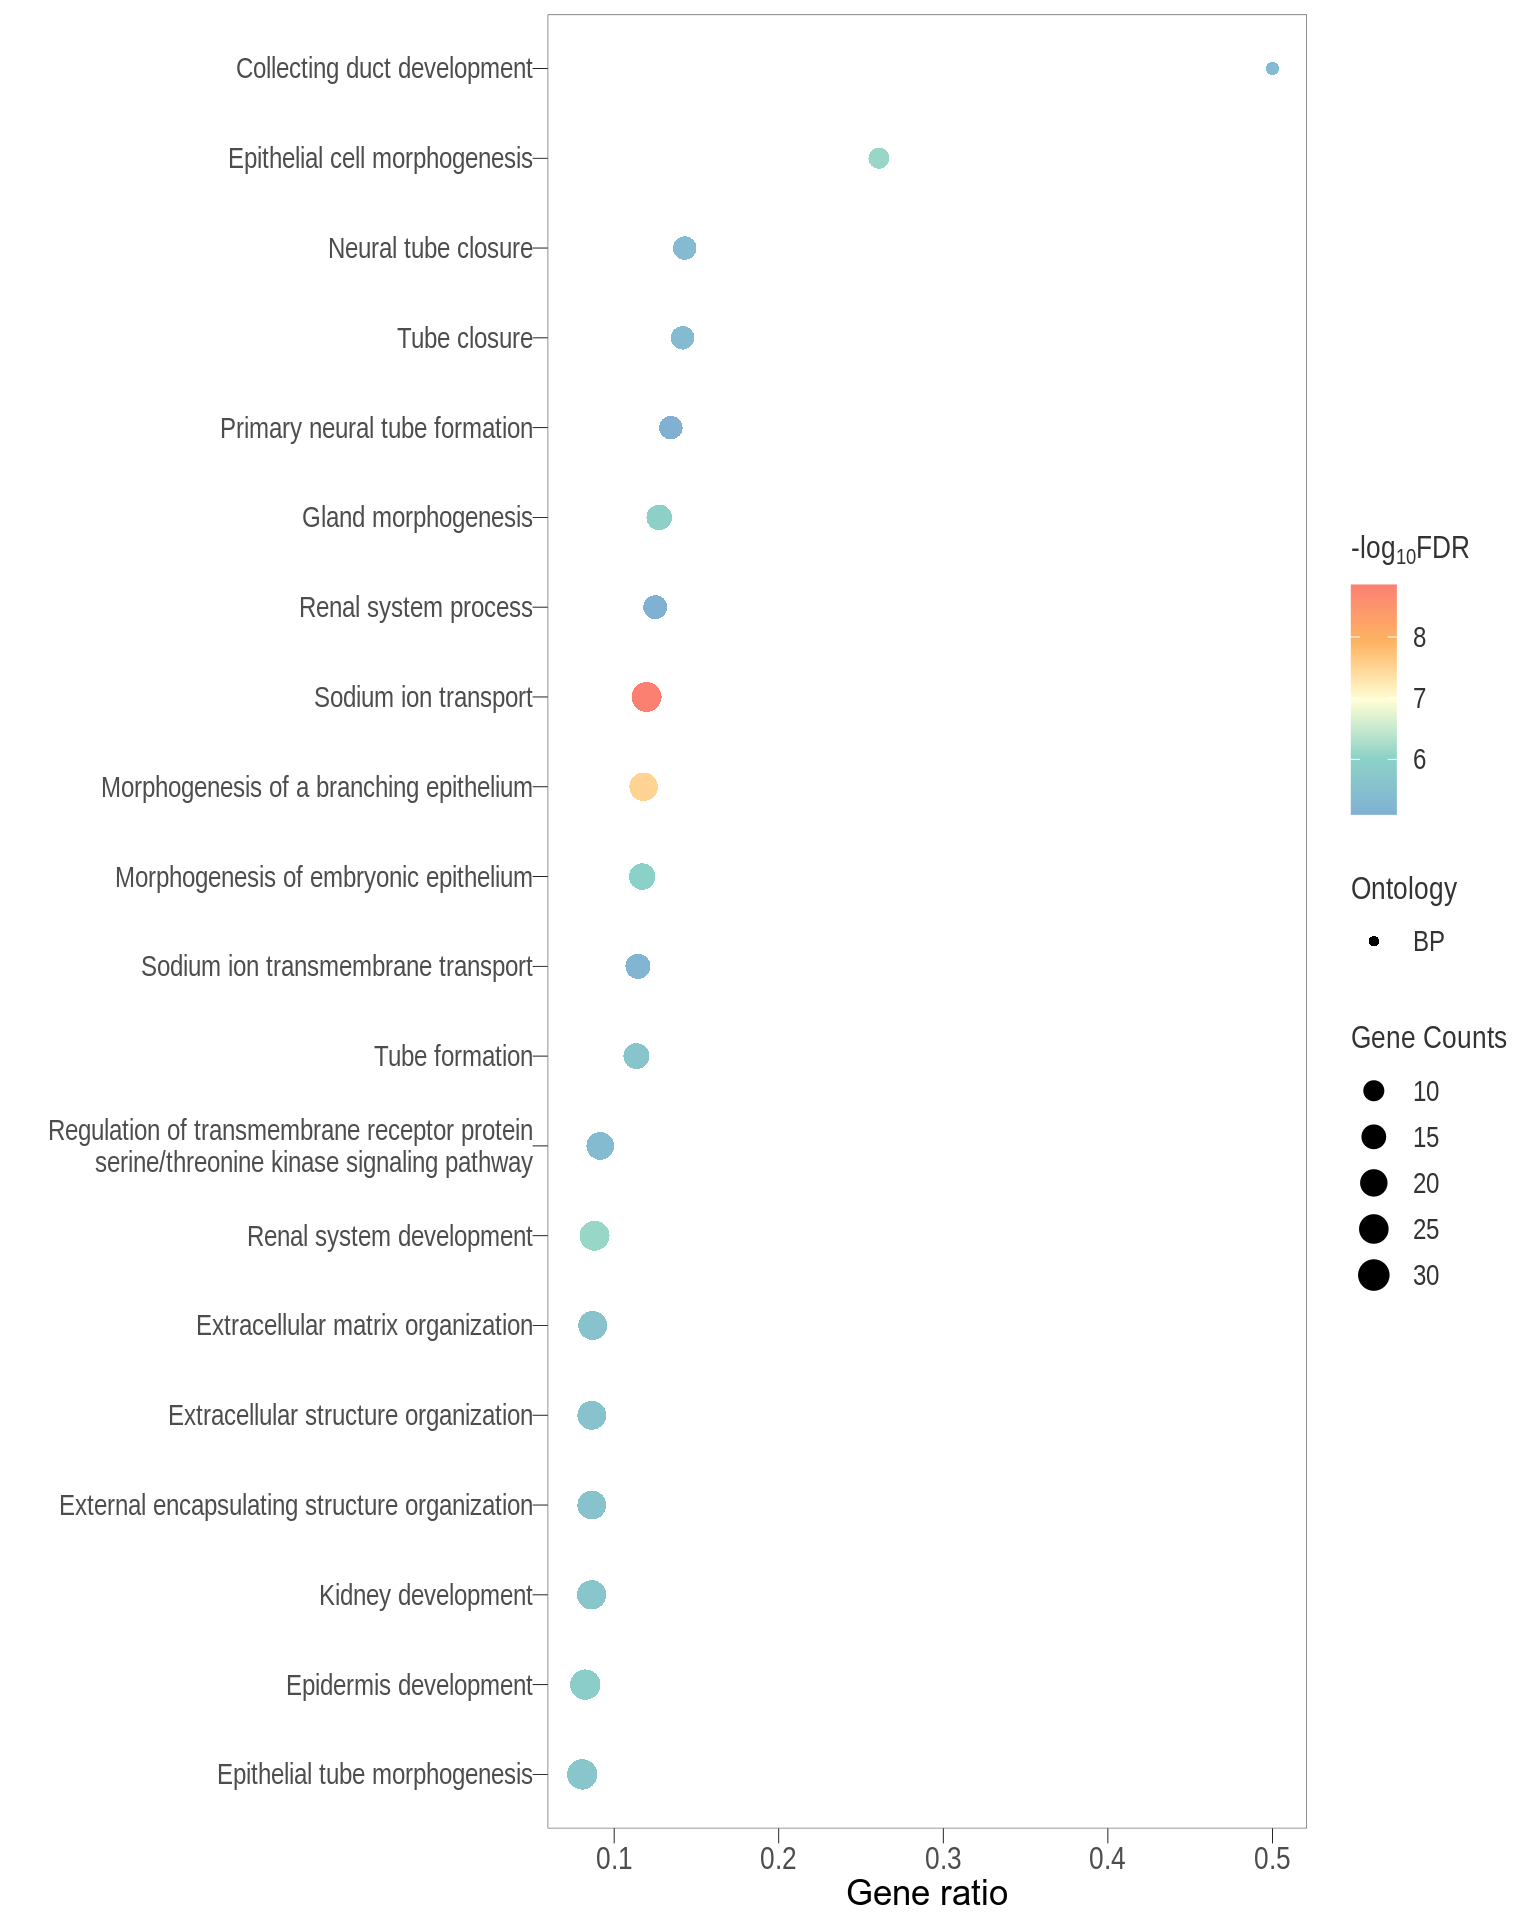 Collecting duct development
Epithelial cell morphogenesis
Neural tube closure
Tube closure
Primary neural tube formation
Gland morphogenesis
Renal system process
Sodium ion transport
Morphogenesis of a branching epithelium
Morphogenesis of embryonic epithelium
Sodium ion transmembrane transport
Tube formation
Regulation of transmembrane receptor protein
serine/threonine kinase signaling pathway
Renal system development
Extracellular matrix organization
Extracellular structure organization
External encapsulating structure organization
Kidney development
Epidermis development
Epithelial tube morphogenesis
0.1 0.2 0.3 0.4 0.5
Gene ratio
-log₁₀FDR
8
7
6
Ontology
BP
Gene Counts
10
15
20
25
30